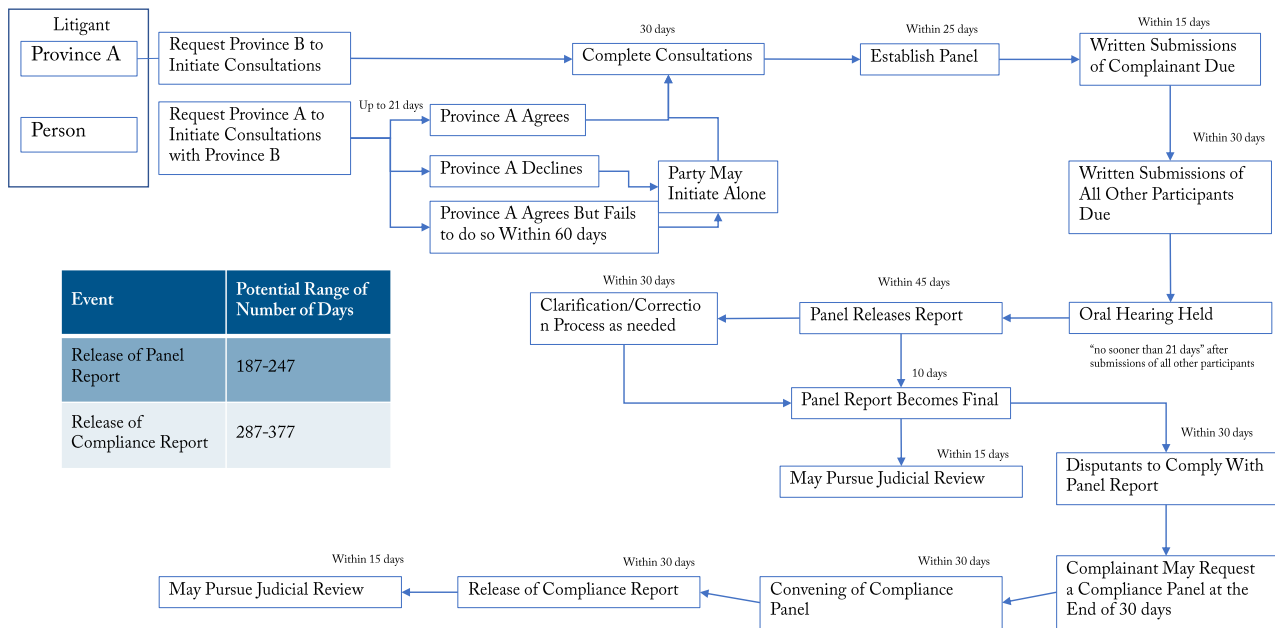 Litigant
Province A
Person
Request Province B to
Initiate Consultations
Request Province A to
Initiate Consultations
with Province B
Up to 21 days
Province A Agrees
Province A Declines
Province A Agrees But Fails
to do so Within 60 days
Party May
Initiate Alone
30 days
Complete Consultations
Within 25 days
Establish Panel
Within 15 days
Written Submissions
of Complainant Due
Within 30 days
Written Submissions of
All Other Participants
Due
Oral Hearing Held
“no sooner than 21 days” after
submissions of all other participants
Within 45 days
Panel Releases Report
Within 30 days
Clarification/Correctio
n Process as needed
10 days
Panel Report Becomes Final
Within 15 days
May Pursue Judicial Review
Within 30 days
Disputants to Comply With
Panel Report
Complainant May Request
a Compliance Panel at the
End of 30 days
Within 30 days
Convening of Compliance
Panel
Within 30 days
Release of Compliance Report
Within 15 days
May Pursue Judicial Review
Event
Potential Range of
Number of Days
Release of Panel
Report
187-247
Release of
Compliance Report
287-377